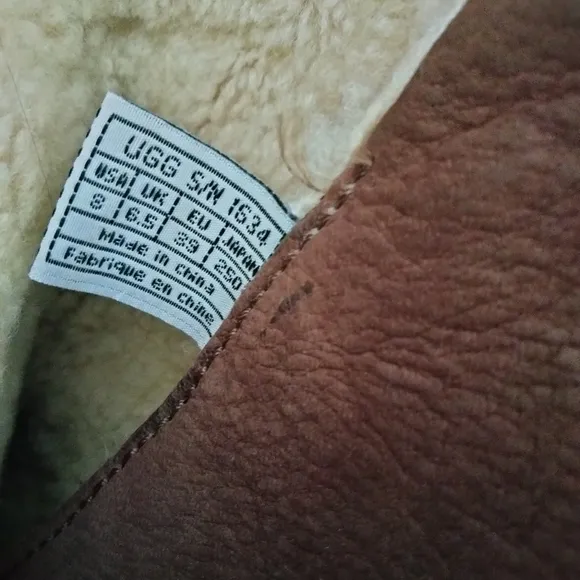 UGG S/N 1634
USA UK EU JAPAN
8 6.5 39 250
Made in china
Fabrique en chine